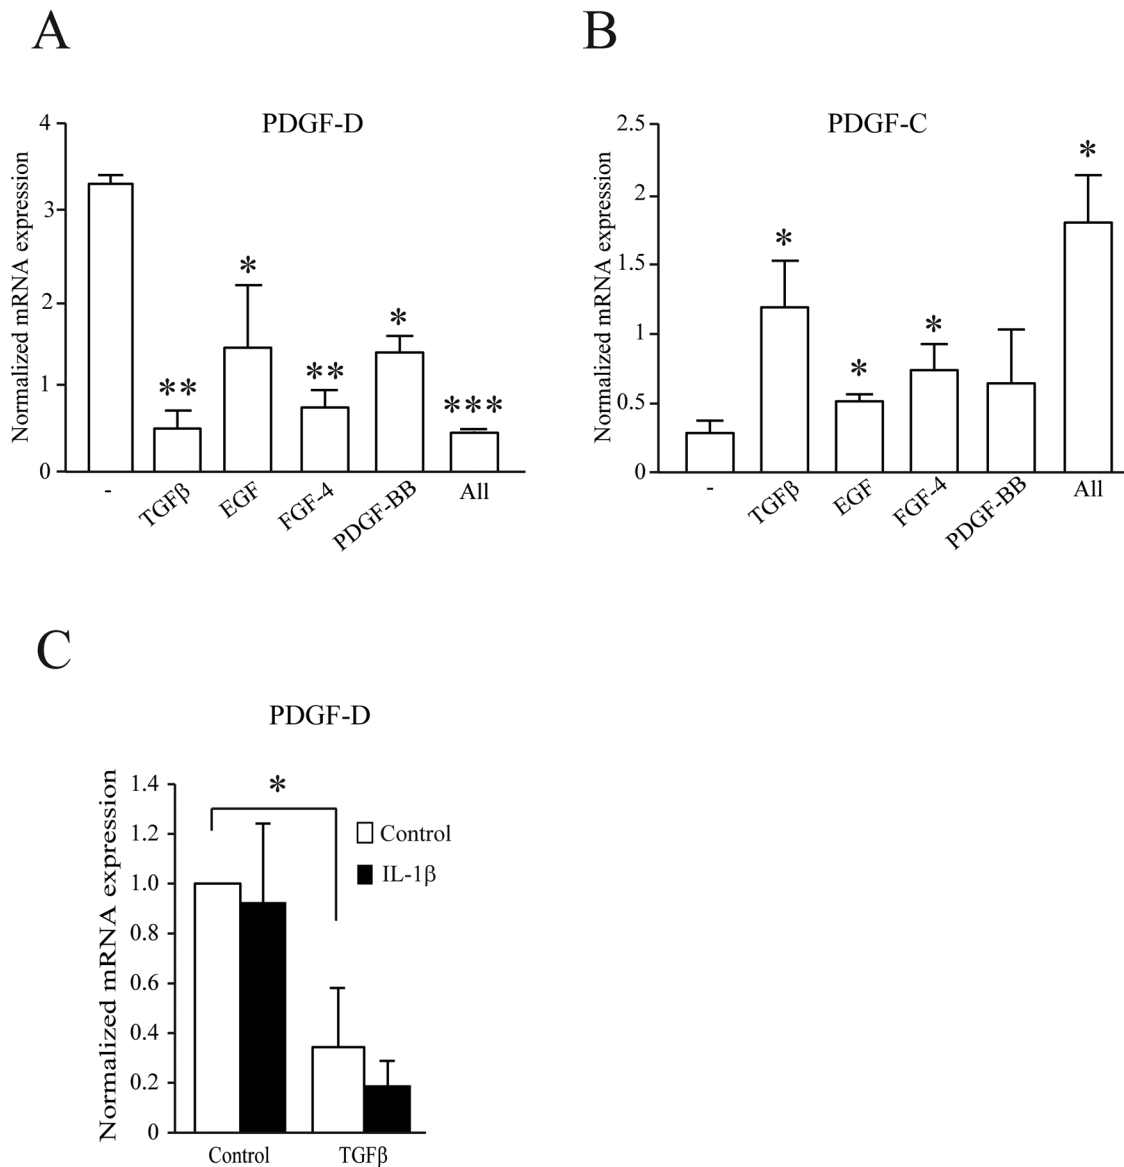 A
PDGF-D
Normalized mRNA expression
4
3
2
1
0
*
*
**
**
***
-
TGFβ
EGF
FGF-4
PDGF-BB
All
B
PDGF-C
Normalized mRNA expression
2.5
2
1.5
1
0.5
0
*
*
*
*
-
TGFβ
EGF
FGF-4
PDGF-BB
All
C
PDGF-D
Normalized mRNA expression
1.4
1.2
1.0
0.8
0.6
0.4
0.2
0
*
Control
IL-1β
Control
TGFβ